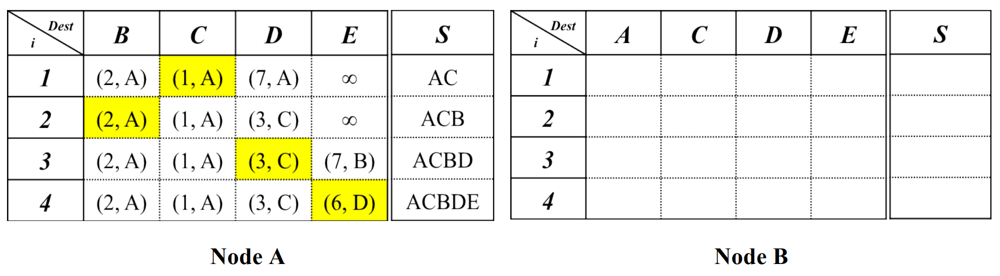 Dest
i B C D E S
1 (2, A) (1, A) (7, A) ∞ AC
2 (2, A) (1, A) (3, C) ∞ ACB
3 (2, A) (1, A) (3, C) (7, B) ACBD
4 (2, A) (1, A) (3, C) (6, D) ACBDE
Node A
Dest
i A C D E S
1
2
3
4
Node B